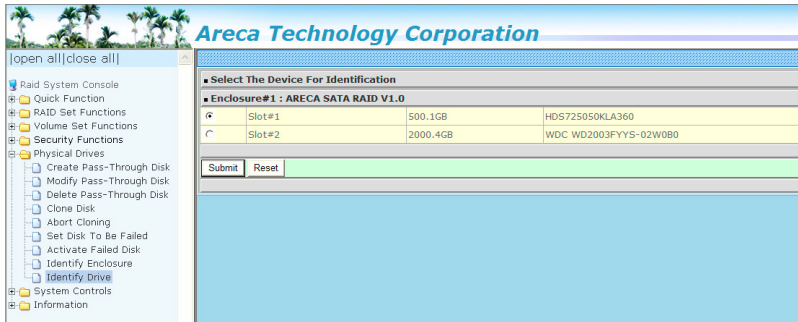 Areca Technology Corporation
|open all|close all|
Raid System Console
Quick Function
RAID Set Functions
Volume Set Functions
Security Functions
Physical Drives
Create Pass-Through Disk
Modify Pass-Through Disk
Delete Pass-Through Disk
Clone Disk
Abort Cloning
Set Disk To Be Failed
Activate Failed Disk
Identify Enclosure
Identify Drive
System Controls
Information
Select The Device For Identification
Enclosure#1 : ARECA SATA RAID V1.0
Slot#1 500.1GB HDS725050KLA360
Slot#2 2000.4GB WDC WD2003FYYS-02W0B0
Submit Reset